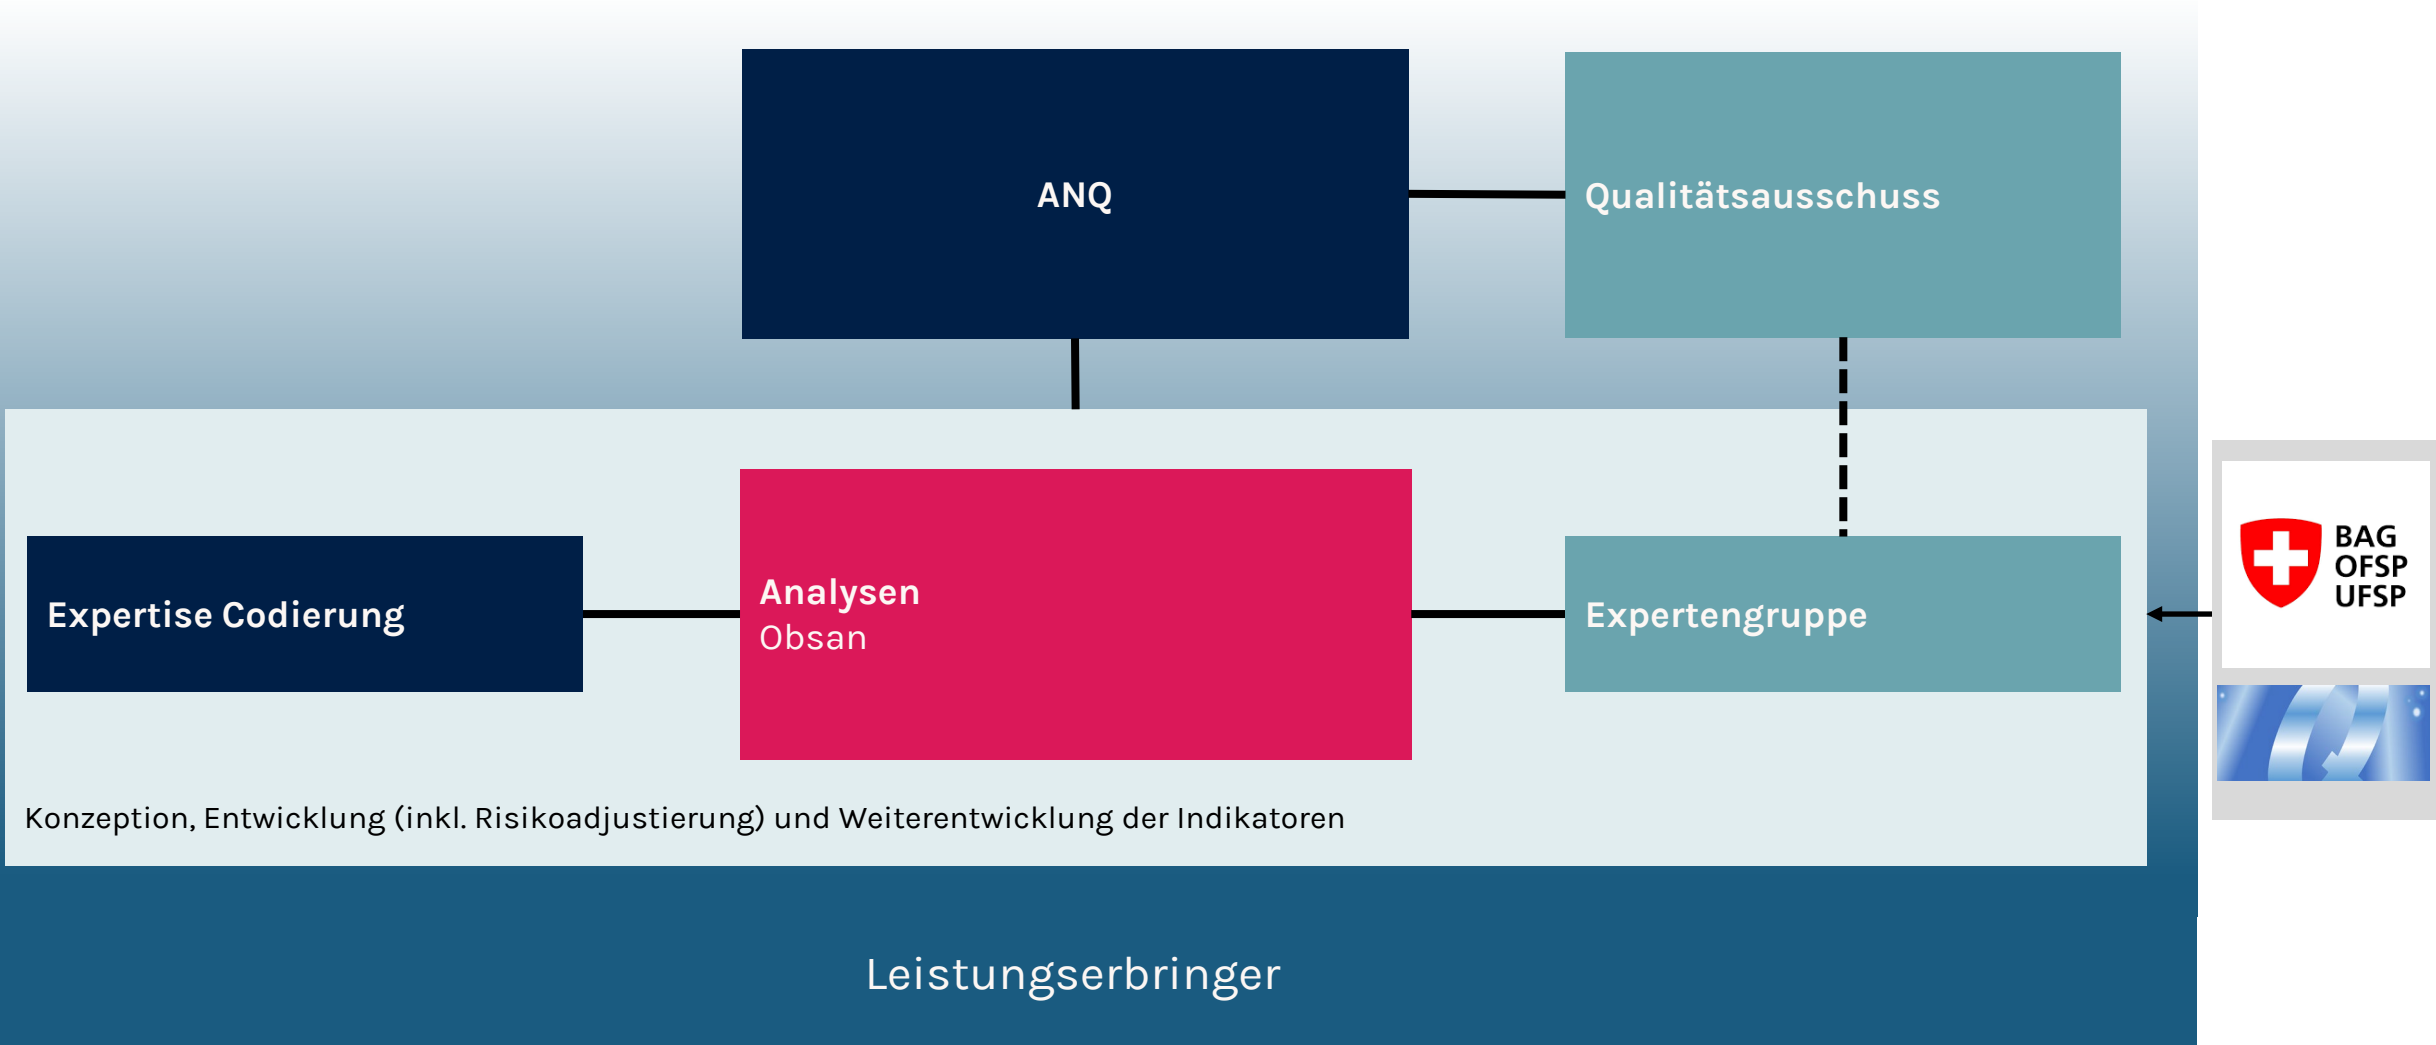 ANQ
Qualitätsausschuss
Expertise Codierung
Analysen
Obsan
Expertengruppe
BAG
OFSP
UFSP
Konzeption, Entwicklung (inkl. Risikoadjustierung) und Weiterentwicklung der Indikatoren
Leistungserbringer